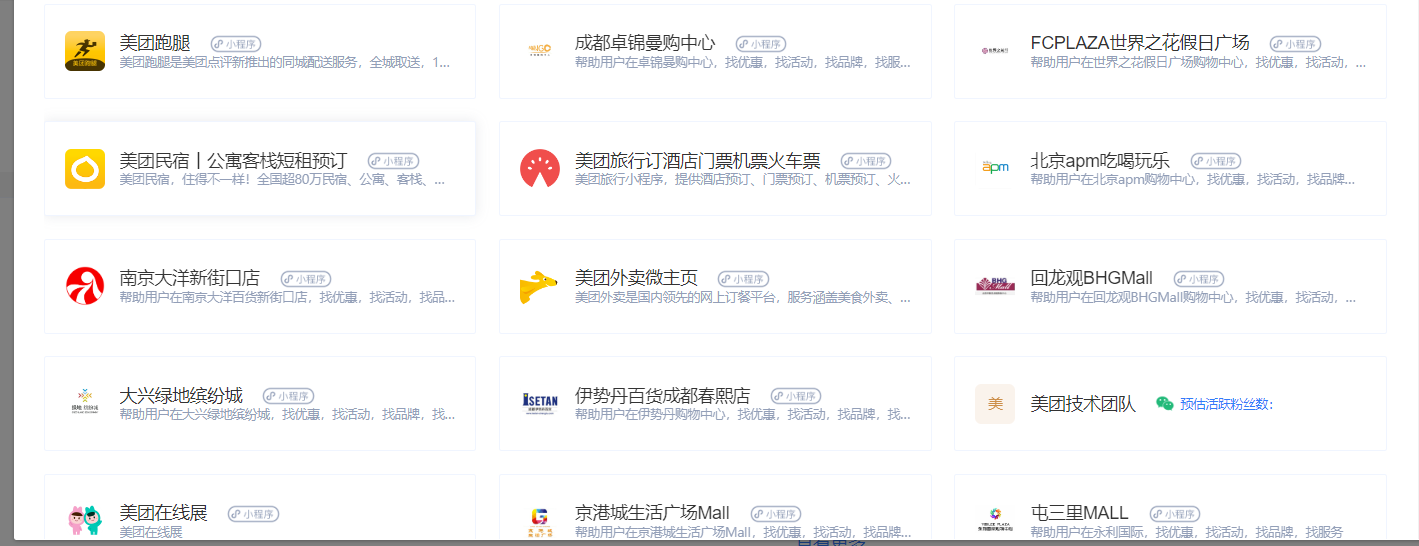 美团跑腿 小程序
美团跑腿是美团点评新推出的同城配送服务，全城取送，1...
美团跑腿
成都卓锦曼购中心 小程序
帮助用户在卓锦曼购中心，找优惠，找活动，找品牌，找服...
FCPLAZA世界之花假日广场 小程序
帮助用户在世界之花假日广场购物中心，找优惠，找活动，...
美团民宿丨公寓客栈短租预订 小程序
美团民宿，住得不一样！全国超80万民宿、公寓、客栈、...
美团旅行订酒店门票机票火车票 小程序
美团旅行小程序，提供酒店预订、门票预订、机票预订、火...
apm
北京apm吃喝玩乐 小程序
帮助用户在北京apm购物中心，找优惠，找活动，找品牌...
南京大洋新街口店 小程序
帮助用户在南京大洋百货新街口店，找优惠，找活动，找品...
美团外卖微主页 小程序
美团外卖是国内领先的网上订餐平台，服务涵盖美食外卖、...
BHG
Mall
回龙观BHGMall 小程序
帮助用户在回龙观BHGMall购物中心，找优惠，找活动，...
大兴绿地缤纷城 小程序
帮助用户在大兴绿地缤纷城，找优惠，找活动，找品牌，找...
ISETAN
伊势丹百货成都春熙店 小程序
帮助用户在伊势丹购物中心，找优惠，找活动，找品牌，找...
美
美团技术团队 预估活跃粉丝数：
美团在线展 小程序
美团在线展
京港城生活广场Mall 小程序
帮助用户在京港城生活广场Mall，找优惠，找活动，找品牌...
屯三里MALL 小程序
帮助用户在永利国际，找优惠，找活动，找品牌，找服务
查看更多